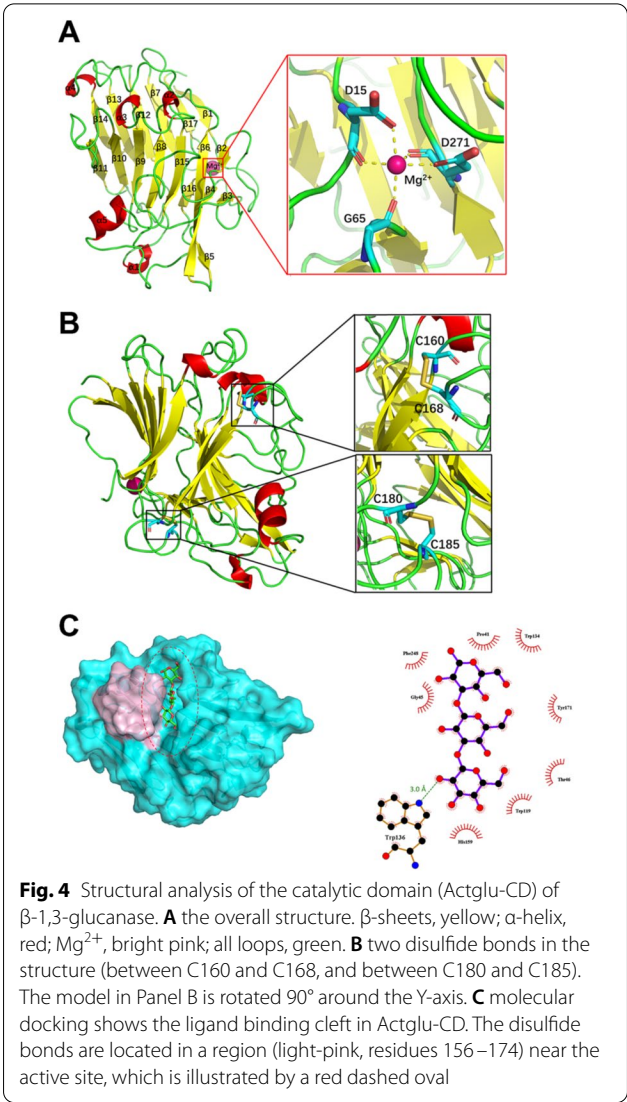 A
β13
β7
β14
β12
β1
β17
β10
β9
β8
β6
β2
β15
Mg
β11
β16
β4
β3
β5
D15
D271
Mg²⁺
G65
B
C160
C168
C180
C185
C
Pro41
Trp134
Phe248
Gly45
Tyr171
3.0 Å
Trp119
Trp136
Fig. 4 Structural analysis of the catalytic domain (Actglu-CD) of
β-1,3-glucanase. A the overall structure. β-sheets, yellow; α-helix,
red; Mg²⁺, bright pink; all loops, green. B two disulfide bonds in the
structure (between C160 and C168, and between C180 and C185).
The model in Panel B is rotated 90° around the Y-axis. C molecular
docking shows the ligand binding cleft in Actglu-CD. The disulfide
bonds are located in a region (light-pink, residues 156–174) near the
active site, which is illustrated by a red dashed oval